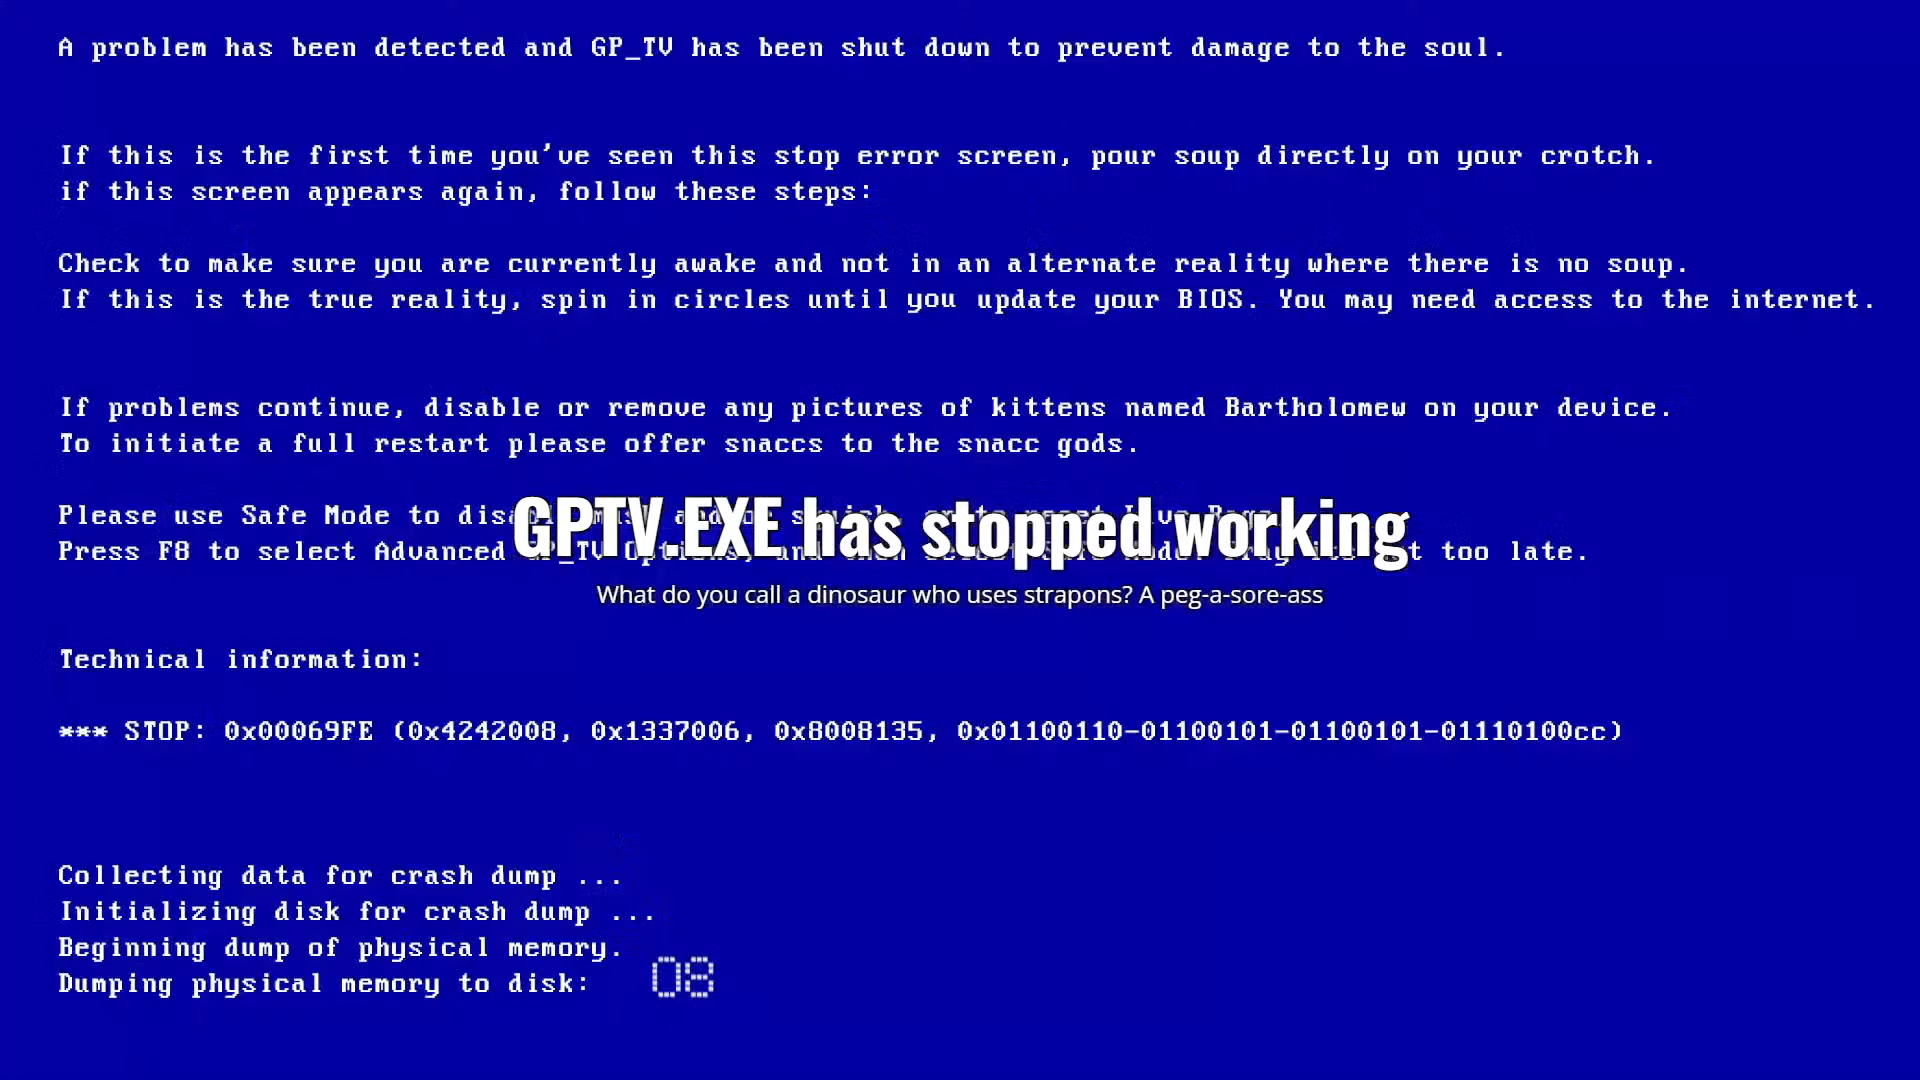 A problem has been detected and GP_TV has been shut down to prevent damage to the soul.
If this is the first time you've seen this stop error screen, pour soup directly on your crotch.
if this screen appears again, follow these steps:
Check to make sure you are currently awake and not in an alternate reality where there is no soup.
If this is the true reality, spin in circles until you update your BIOS. You may need access to the internet.
If problems continue, disable or remove any pictures of kittens named Bartholomew on your device.
To initiate a full restart please offer snaccs to the snacc gods.
Please use Safe Mode to
GPTV.EXE has stopped working
Press F8 to select Advanced too late.
What do you call a dinosaur who uses strapons? A peg-a-sore-ass
Technical information:
*** STOP: 0x00069FE (0x4242008, 0x1337006, 0x8008135, 0x01100110-01100101-01100101-01110100cc)
Collecting data for crash dump ...
Initializing disk for crash dump ...
Beginning dump of physical memory.
Dumping physical memory to disk: 08